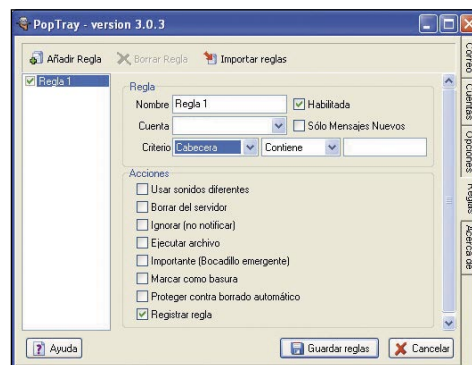 PopTray - version 3.0.3
Añadir Regla Borrar Regla Importar reglas
Regla 1
Regla
Nombre Regla 1 Habilitada
Cuenta Sólo Mensajes Nuevos
Criterio Cabecera Contiene
Acciones
Usar sonidos diferentes
Borrar del servidor
Ignorar (no notificar)
Ejecutar archivo
Importante (Bocadillo emergente)
Marcar como basura
Proteger contra borrado automático
Registrar regla
Ayuda Guardar reglas Cancelar
Correo
Cuentas
Opciones
Reglas
Acerca de